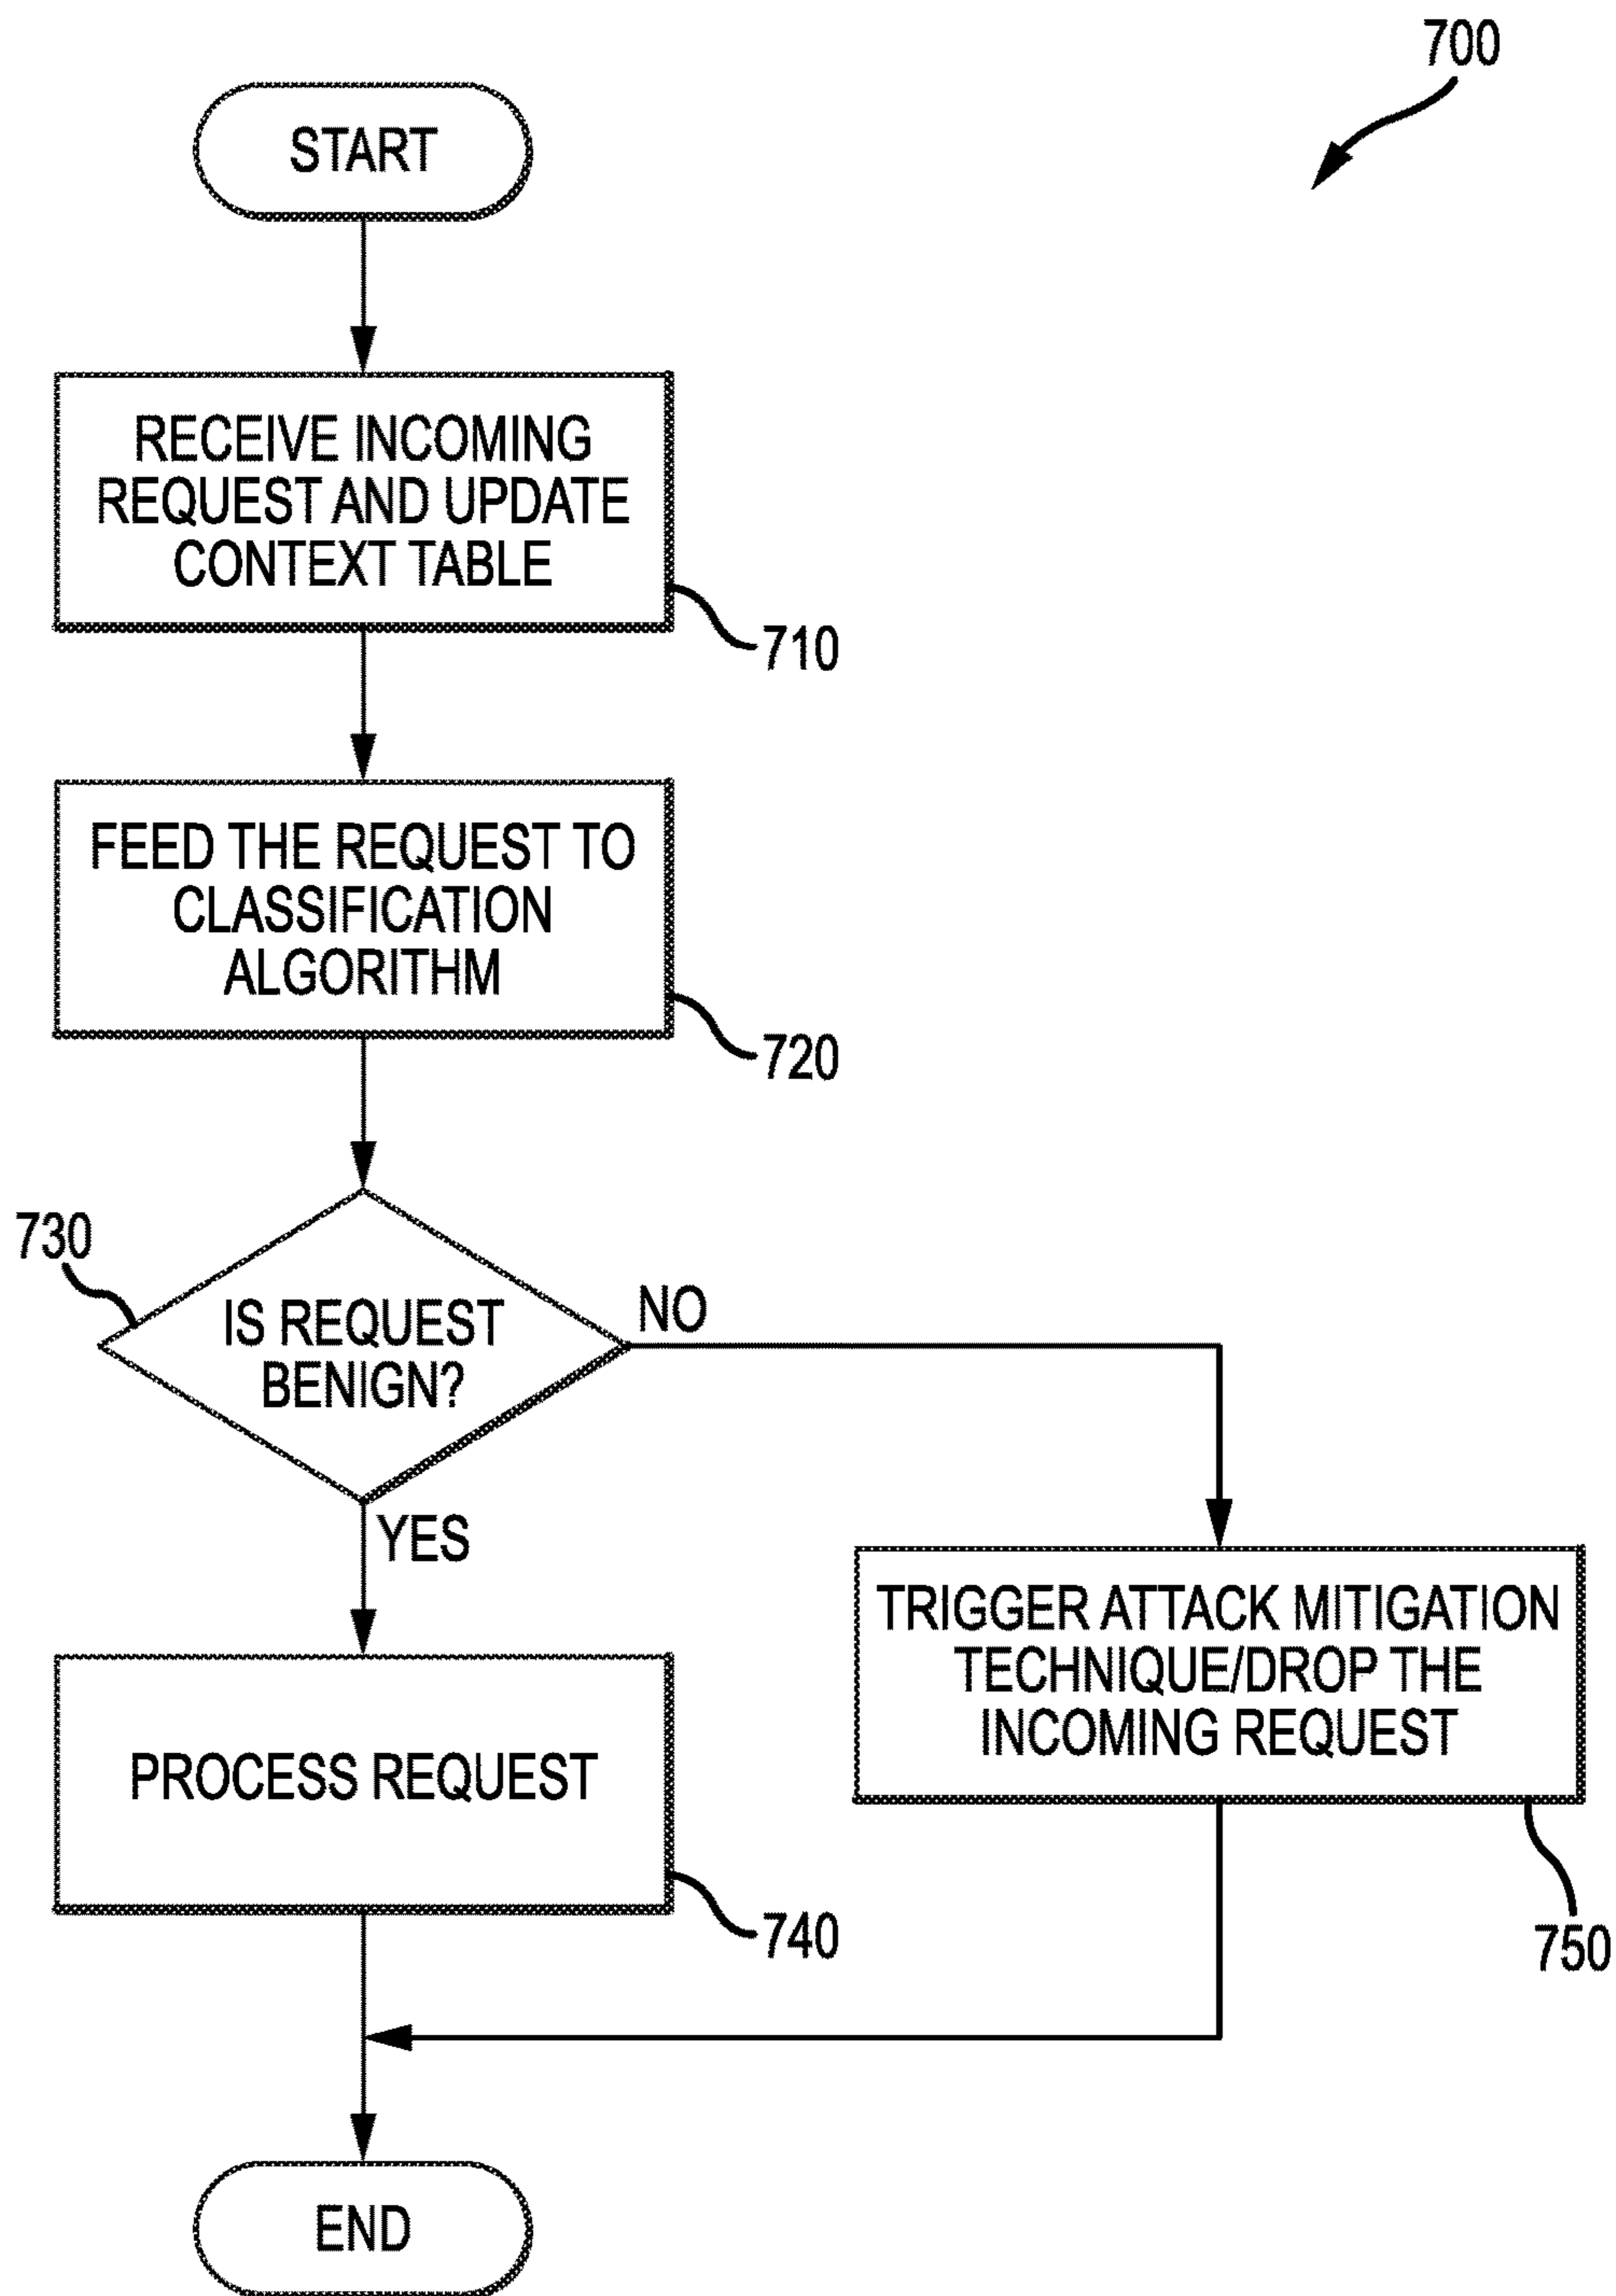 700
START
RECEIVE INCOMING
REQUEST AND UPDATE
CONTEXT TABLE
710
FEED THE REQUEST TO
CLASSIFICATION
ALGORITHM
720
730
IS REQUEST
BENIGN?
NO
YES
TRIGGER ATTACK MITIGATION
TECHNIQUE/DROP THE
INCOMING REQUEST
750
PROCESS REQUEST
740
END